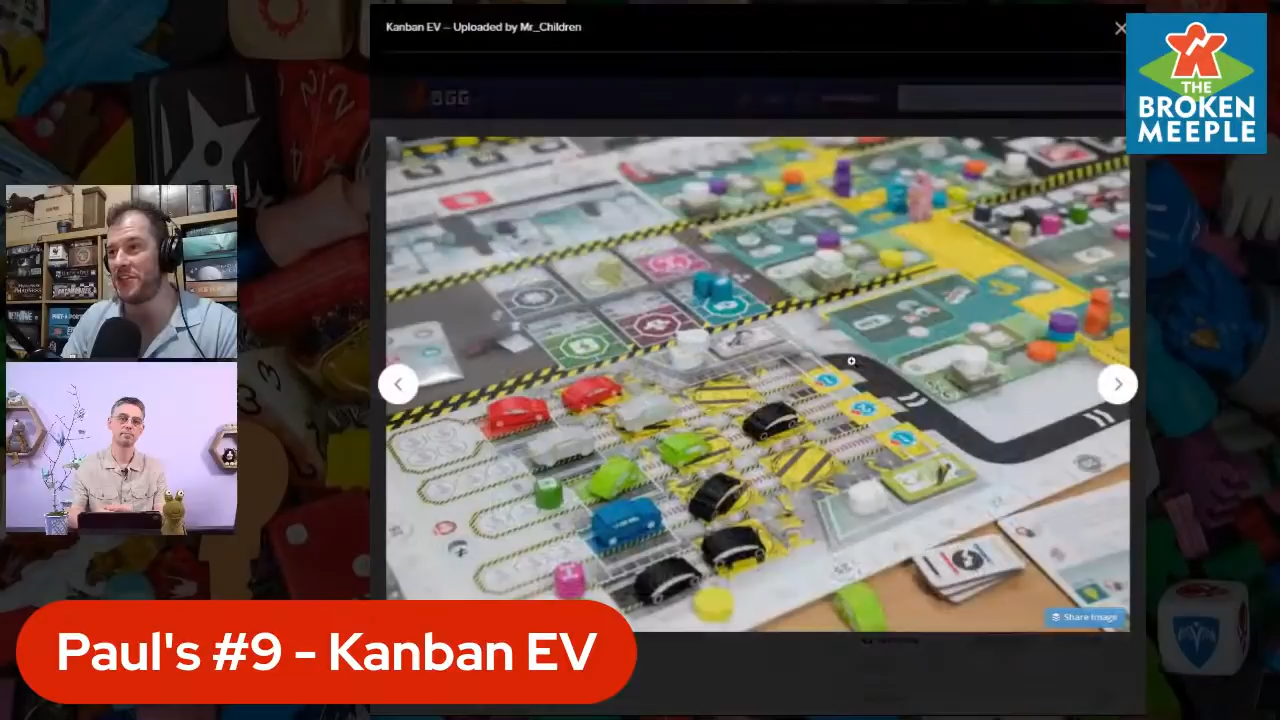 Kanban EV – Uploaded by Mr_Children
BGG
THE
BROKEN
MEEPLE
Share Image
Paul's #9 - Kanban EV